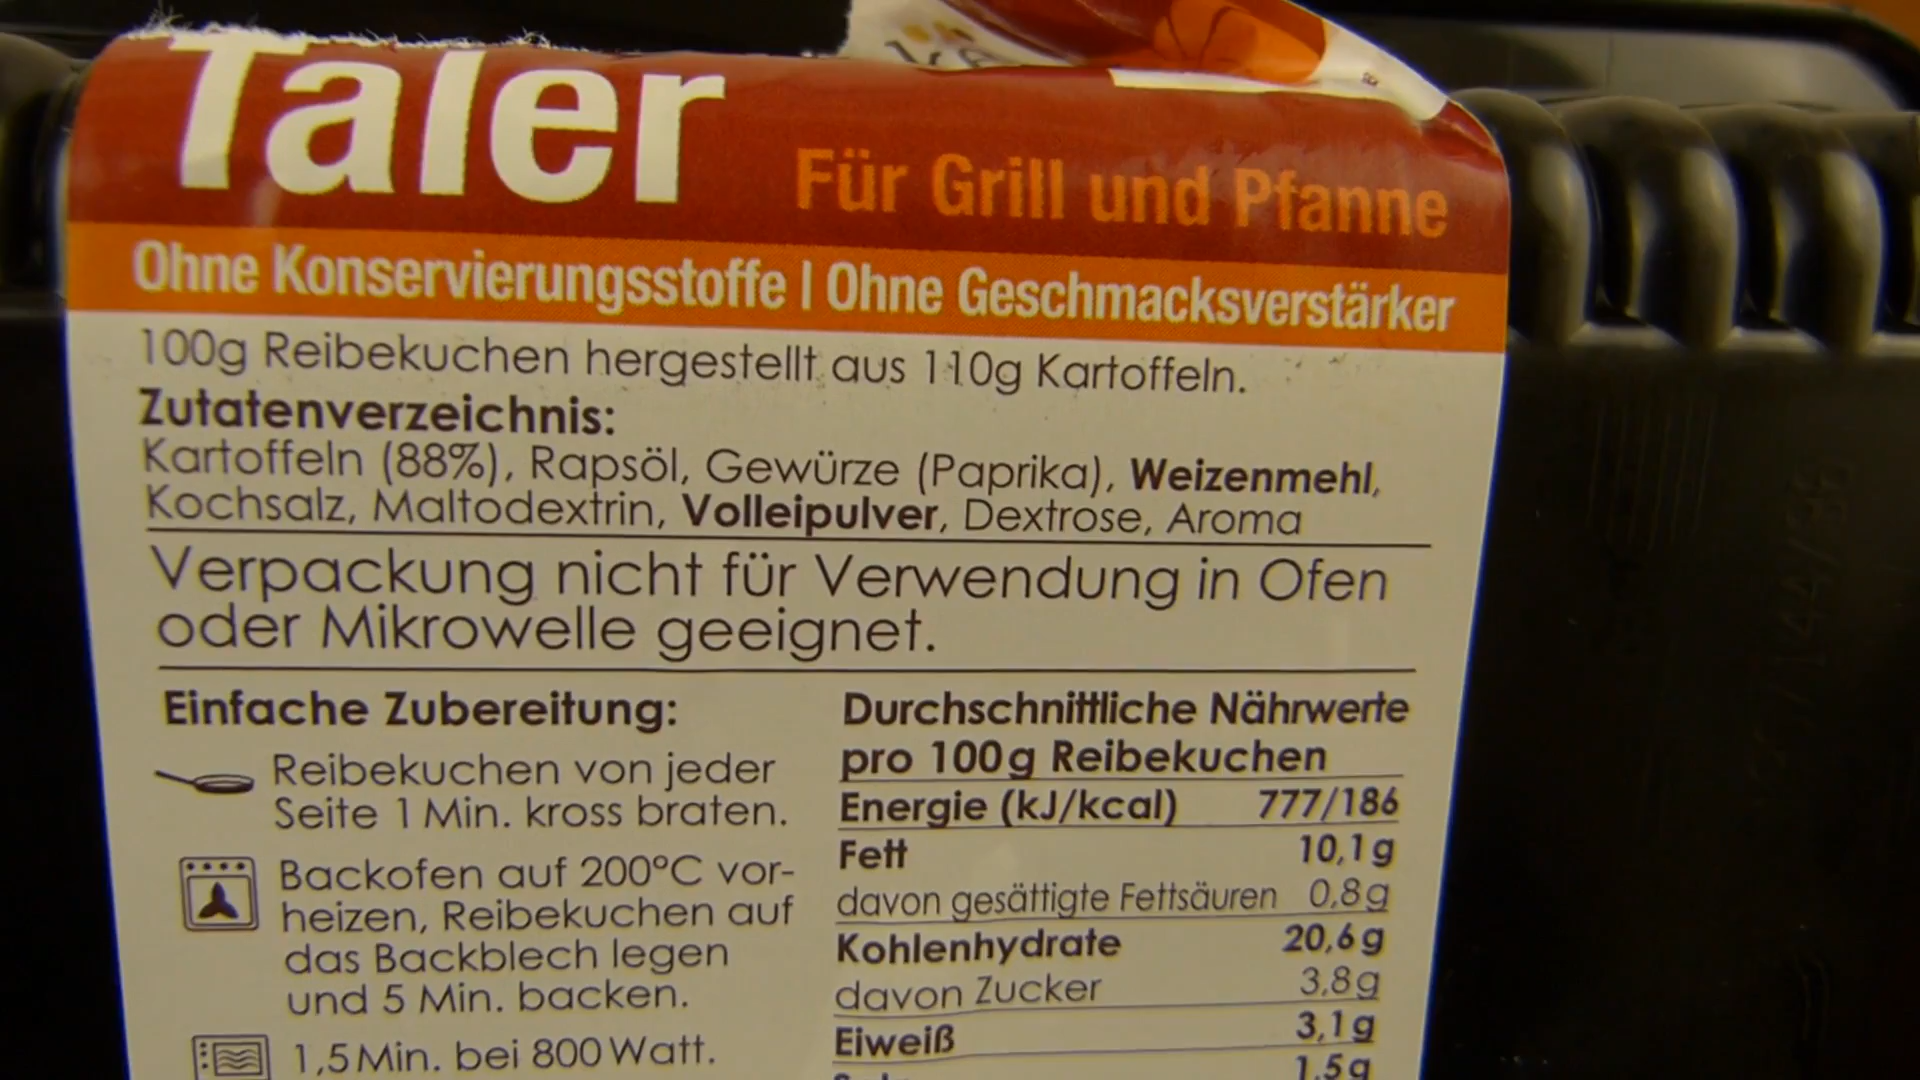 Taler
Für Grill und Pfanne
Ohne Konservierungsstoffe | Ohne Geschmacksverstärker
100g Reibekuchen hergestellt aus 110g Kartoffeln.
Zutatenverzeichnis:
Kartoffeln (88%), Rapsöl, Gewürze (Paprika), Weizenmehl,
Kochsalz, Maltodextrin, Volleipulver, Dextrose, Aroma
Verpackung nicht für Verwendung in Ofen
oder Mikrowelle geeignet.
Einfache Zubereitung:
Reibekuchen von jeder
Seite 1 Min. kross braten.
Backofen auf 200°C vor-
heizen, Reibekuchen auf
das Backblech legen
und 5 Min. backen.
1,5 Min. bei 800 Watt.
Durchschnittliche Nährwerte
pro 100g Reibekuchen
Energie (kJ/kcal) 777/186
Fett 10,1g
davon gesättigte Fettsäuren 0,8g
Kohlenhydrate 20,6g
davon Zucker 3,8g
Eiweiß 3,1g
1,5g